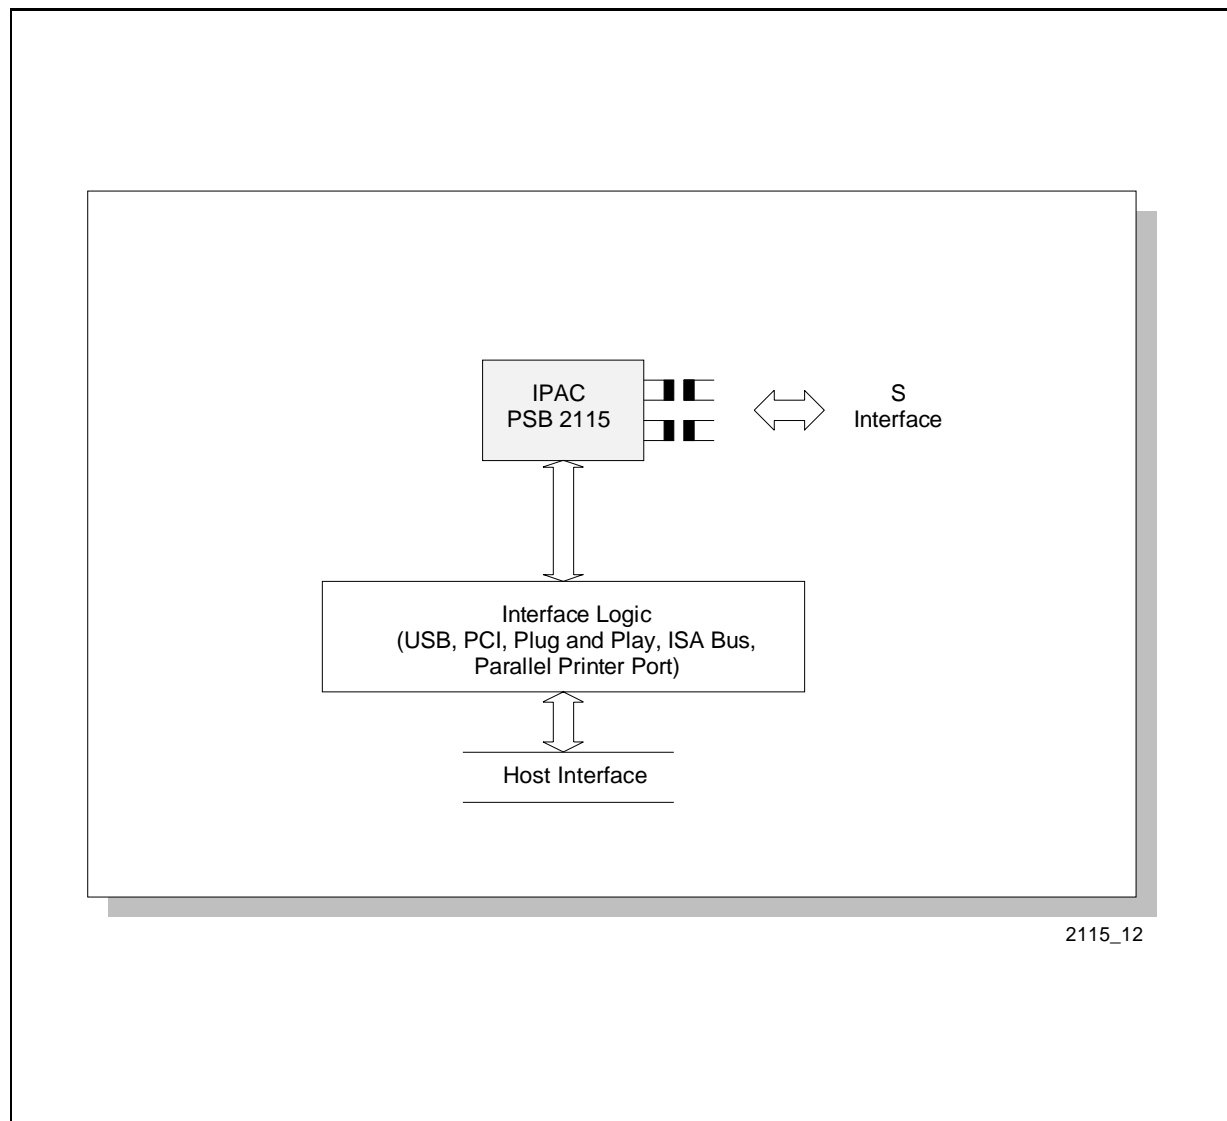 IPAC
PSB 2115
S
Interface
Interface Logic
(USB, PCI, Plug and Play, ISA Bus,
Parallel Printer Port)
Host Interface
2115_12